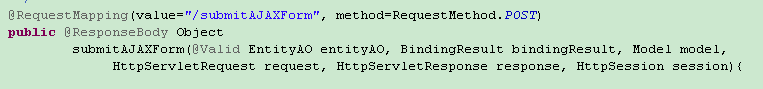 @RequestMapping(value="/submitAJAXForm", method=RequestMethod.POST)
public @ResponseBody Object
submitAJAXForm(@Valid EntityAO entityAO, BindingResult bindingResult, Model model,
HttpServletRequest request, HttpServletResponse response, HttpSession session){